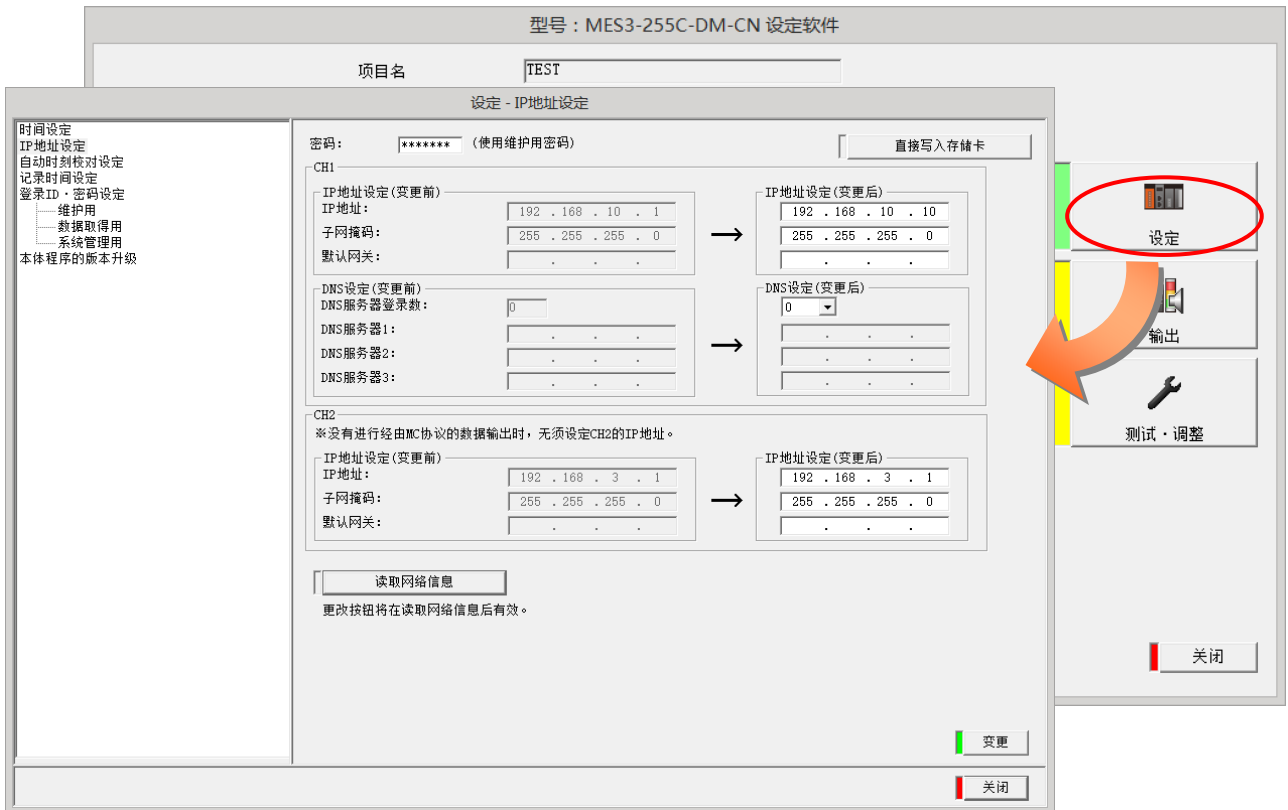 型号：MES3-255C-DM-CN 设定软件
项目名 TEST
设定 - IP地址设定
时间设定
IP地址设定
自动时刻校对设定
记录时间设定
登录ID・密码设定
维护用
数据取得用
系统管理用
本体程序的版本升级
密码: ******* (使用维护用密码)
直接写入存储卡
CH1
IP地址设定(变更前)
IP地址: 192 . 168 . 10 . 1
子网掩码: 255 . 255 . 255 . 0
默认网关: . . .
→
IP地址设定(变更后)
192 . 168 . 10 . 10
255 . 255 . 255 . 0
. . .
DNS设定(变更前)
DNS服务器登录数: 0
DNS服务器1: . . .
DNS服务器2: . . .
DNS服务器3: . . .
→
DNS设定(变更后)
0
. . .
. . .
. . .
CH2
※没有进行经由MC协议的数据输出时，无须设定CH2的IP地址。
IP地址设定(变更前)
IP地址: 192 . 168 . 3 . 1
子网掩码: 255 . 255 . 255 . 0
默认网关: . . .
→
IP地址设定(变更后)
192 . 168 . 3 . 1
255 . 255 . 255 . 0
. . .
读取网络信息
更改按钮将在读取网络信息后有效。
变更
关闭
设定
输出
测试・调整
关闭